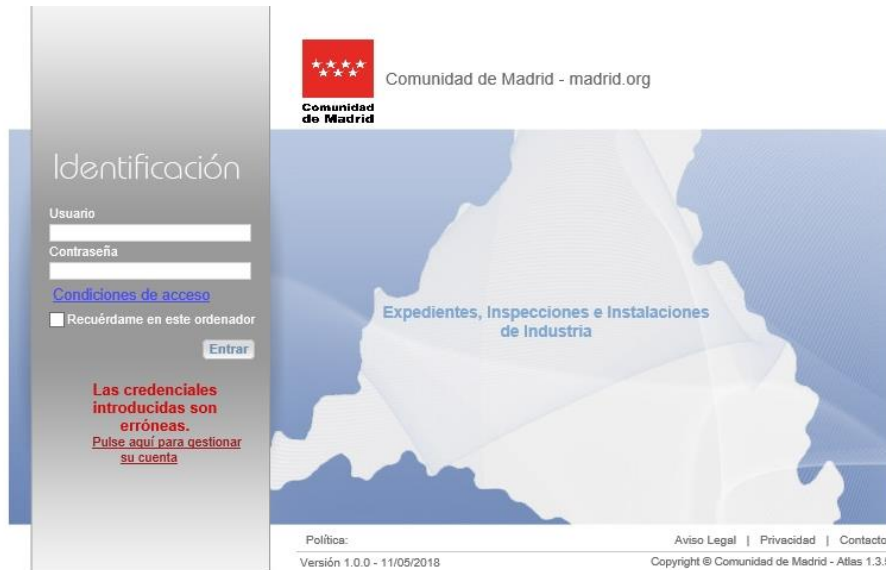 Comunidad de Madrid
Comunidad de Madrid - madrid.org
Identificación
Usuario
Contraseña
Condiciones de acceso
Recuérdame en este ordenador
Entrar
Las credenciales
introducidas son
erróneas.
Pulse aquí para gestionar
su cuenta
Expedientes, Inspecciones e Instalaciones
de Industria
Política:
Aviso Legal | Privacidad | Contacto
Versión 1.0.0 - 11/05/2018
Copyright © Comunidad de Madrid - Atlas 1.3.5